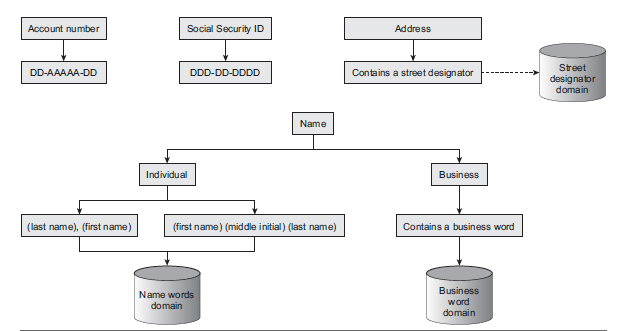 Account number
Social Security ID
Address
DD-AAAAA-DD
DDD-DD-DDDD
Contains a street designator
Street
designator
domain
Name
Individual
Business
(last name), (first name)
(first name) (middle initial) (last name)
Contains a business word
Name words
domain
Business
word
domain